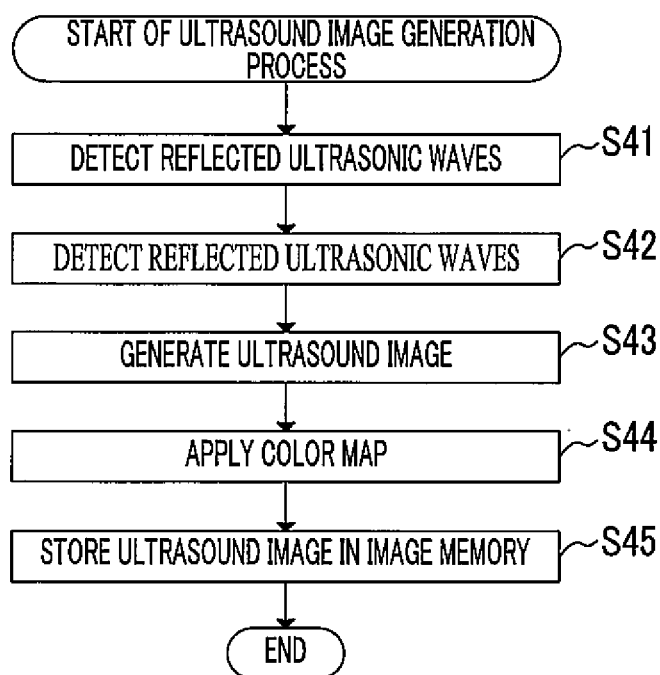 START OF ULTRASOUND IMAGE GENERATION
PROCESS
DETECT REFLECTED ULTRASONIC WAVES
S41
DETECT REFLECTED ULTRASONIC WAVES
S42
GENERATE ULTRASOUND IMAGE
S43
APPLY COLOR MAP
S44
STORE ULTRASOUND IMAGE IN IMAGE MEMORY
S45
END